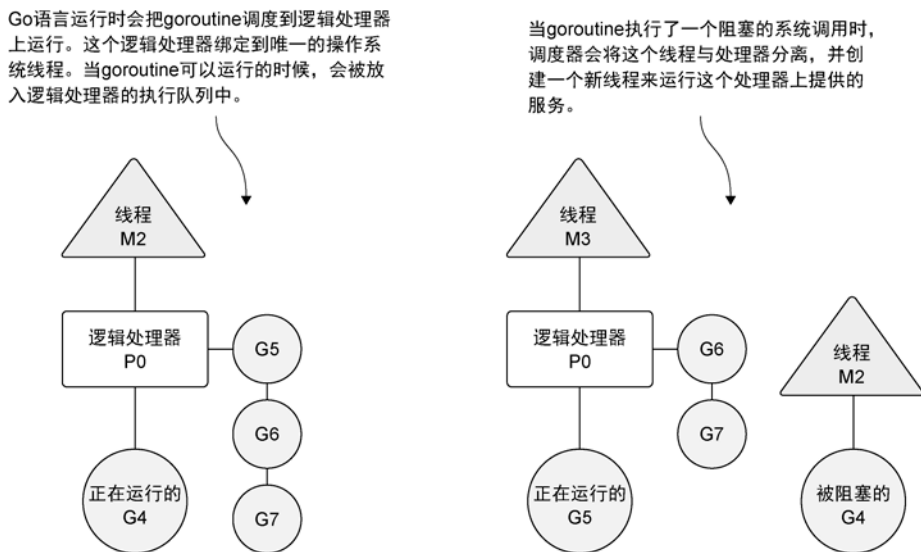 Go语言运行时会把goroutine调度到逻辑处理器
上运行。这个逻辑处理器绑定到唯一的操作系
统线程。当goroutine可以运行的时候，会被放
入逻辑处理器的执行队列中。
线程
M2
逻辑处理器
P0
G5
G6
G7
正在运行的
G4
当goroutine执行了一个阻塞的系统调用时，
调度器会将这个线程与处理器分离，并创
建一个新线程来运行这个处理器上提供的
服务。
线程
M3
逻辑处理器
P0
G6
G7
正在运行的
G5
线程
M2
被阻塞的
G4